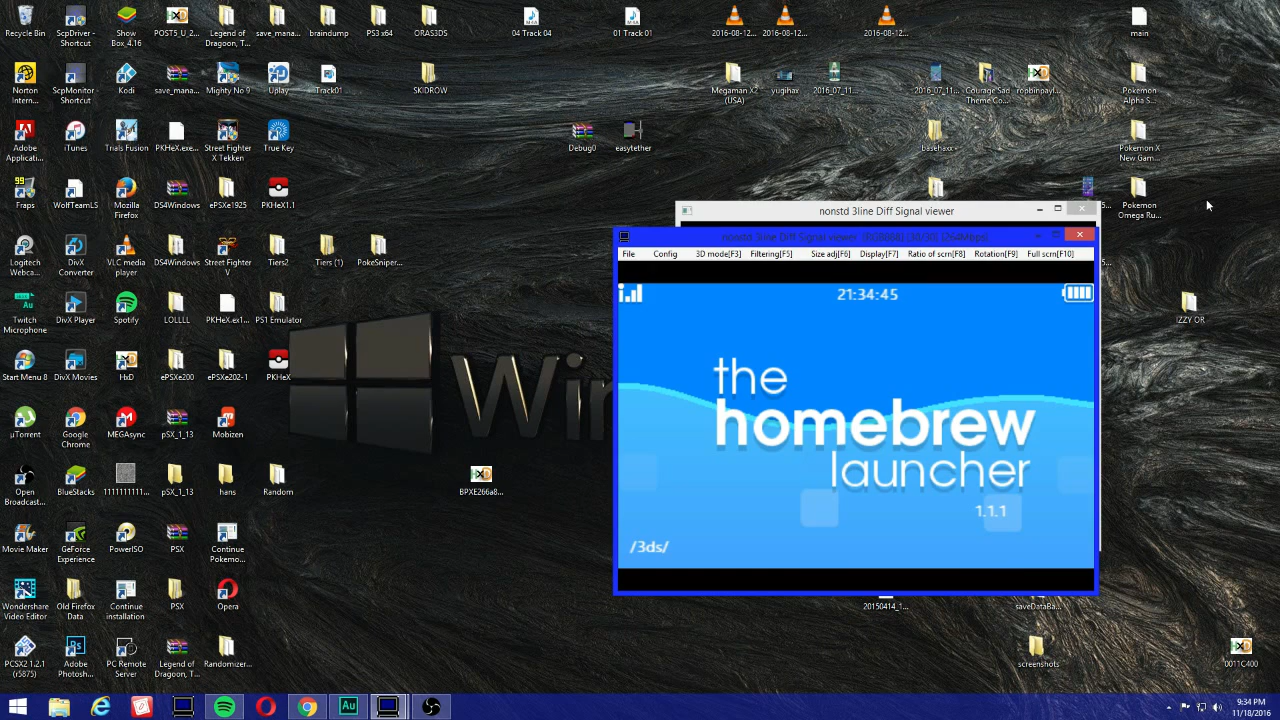 Recycle Bin
ScpDriver - Shortcut
Show Box_4.16
POST5_U_2...
Legend of Dragoon, T...
save_mana...
braindump
PS3 x64
ORAS3DS
04 Track 04
01 Track 01
2016-08-12...
2016-08-12...
2016-08-12...
main
Norton Intern...
ScpMonitor - Shortcut
Kodi
save_mana...
Mighty No 9
Uplay
Track01
SKIDROW
Megaman X2 (USA)
yugihax
2016_07_11...
2016_07_11...
Courage Sad Theme Co...
ropbinpayl...
Pokemon Alpha S...
Adobe Applicati...
iTunes
Trials Fusion
PKHeX.exe...
Street Fighter X Tekken
True Key
Debug0
easytether
basehaxx
Pokemon X New Gam...
Fraps
WolfTeamLS
Mozilla Firefox
DS4Windows
ePSXe1925
PKHeX1.1
Pokemon Omega Ru...
nonstd 3line Diff Signal viewer
Logitech Webca...
DivX Converter
VLC media player
DS4Windows
Street Fighter V
Tiers2
Tiers (1)
PokeSniper...
File
Config
3D mode[F3]
Filtering[F5]
Size adj[F6]
Display[F7]
Ratio of scrn[F8]
Rotation[F9]
Full scrn[F10]
21:34:45
Twitch Microphone
DivX Player
Spotify
LOLLLL
PKHeX.ex1...
PS1 Emulator
IZZY OR
Start Menu 8
DivX Movies
HxD
ePSXe200
ePSXe202-1
PKHeX
Win
the
homebrew
launcher
1.1.1
/3ds/
µTorrent
Google Chrome
MEGAsync
pSX_1_13
Mobizen
Open Broadcast...
BlueStacks
1111111111...
pSX_1_13
hans
Random
BPXE266a8...
Movie Maker
GeForce Experience
PowerISO
PSX
Continue Pokemo...
Wondershare Video Editor
Old Firefox Data
Continue installation
PSX
Opera
20150414_1...
saveDataBa...
PCSX2 1.2.1 (r5875)
Adobe Photosh...
PC Remote Server
Legend of Dragoon, T...
Randomizer...
screenshots
0011C400
9:34 PM
11/18/2016